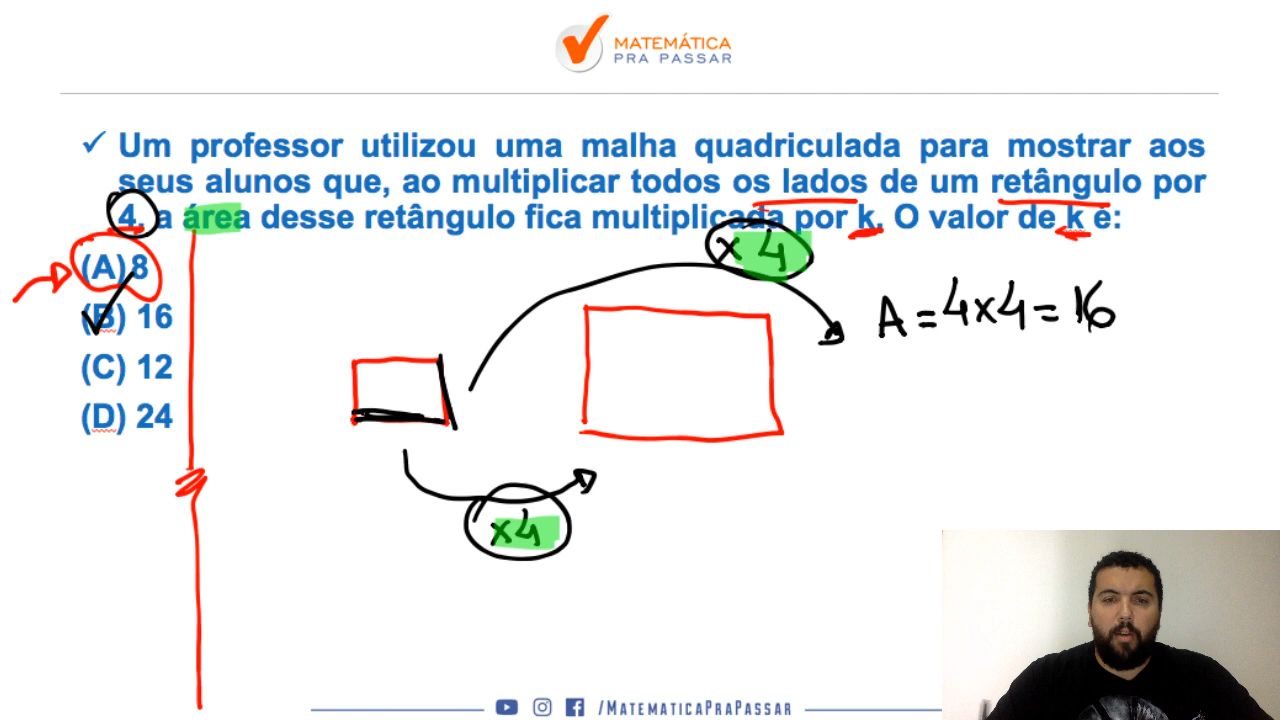 MATEMÁTICA
PRA PASSAR
✓ Um professor utilizou uma malha quadriculada para mostrar aos
seus alunos que, ao multiplicar todos os lados de um retângulo por
4, a área desse retângulo fica multiplicada por k. O valor de k é:
(A) 8
(B) 16
(C) 12
(D) 24
x 4
A = 4x4 = 16
x4
/MATEMATICAPRAPASSAR